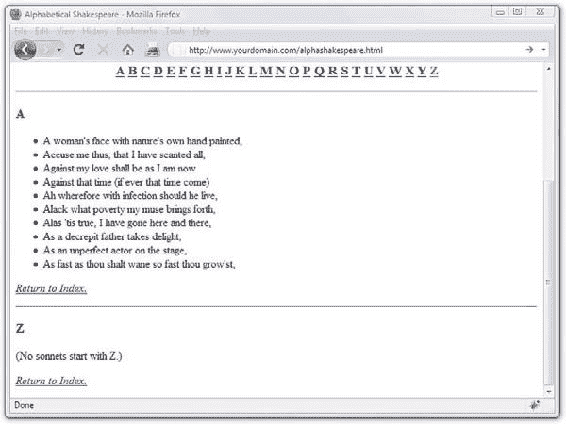 Alphabetical Shakespeare - Mozilla Firefox
File Edit View History Bookmarks Tools Help
http://www.yourdomain.com/alphashakespeare.html
A B C D E F G H I J K L M N O P Q R S T U V W X Y Z
A
• A woman's face with nature's own hand painted,
• Accuse me thus, that I have scanted all,
• Against my love shall be as I am now
• Against that time (if ever that time come)
• Ah wherefore with infection should he live,
• Alack what poverty my muse brings forth,
• Alas 'tis true, I have gone here and there,
• As a decrepit father takes delight,
• As an imperfect actor on the stage,
• As fast as thou shalt wane so fast thou grow'st,
Return to Index.
Z
(No sonnets start with Z.)
Return to Index.
Done